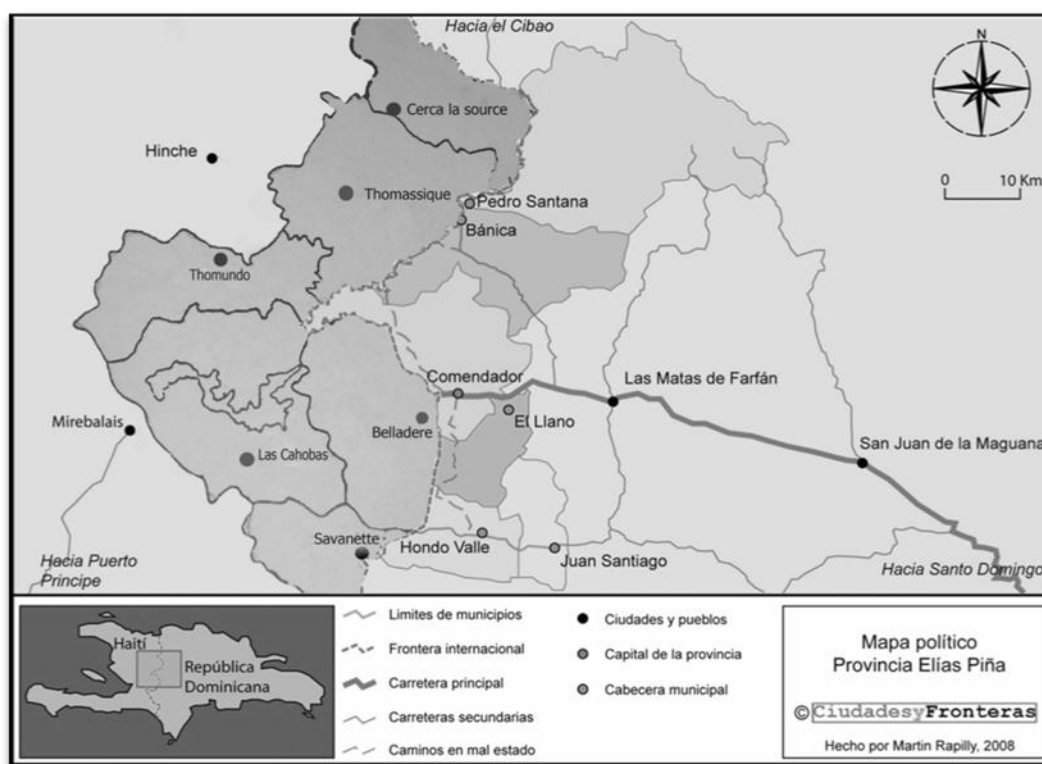 Hacia el Cibao
N
Cerca la source
Hinche
0 10 Km
Thomassique
Pedro Santana
Bánica
Thomundo
Comendador
Las Matas de Farfán
El Llano
Mirebalais
Belladere
San Juan de la Maguana
Las Cahobas
Savanette
Hondo Valle
Juan Santiago
Hacia Puerto
Principe
Hacia Santo Domingo
Haití
República
Dominicana
Limites de municipios
Frontera internacional
Carretera principal
Carreteras secundarias
Caminos en mal estado
Ciudades y pueblos
Capital de la provincia
Cabecera municipal
Mapa político
Provincia Elías Piña
© CiudadesyFronteras
Hecho por Martin Rapilly, 2008